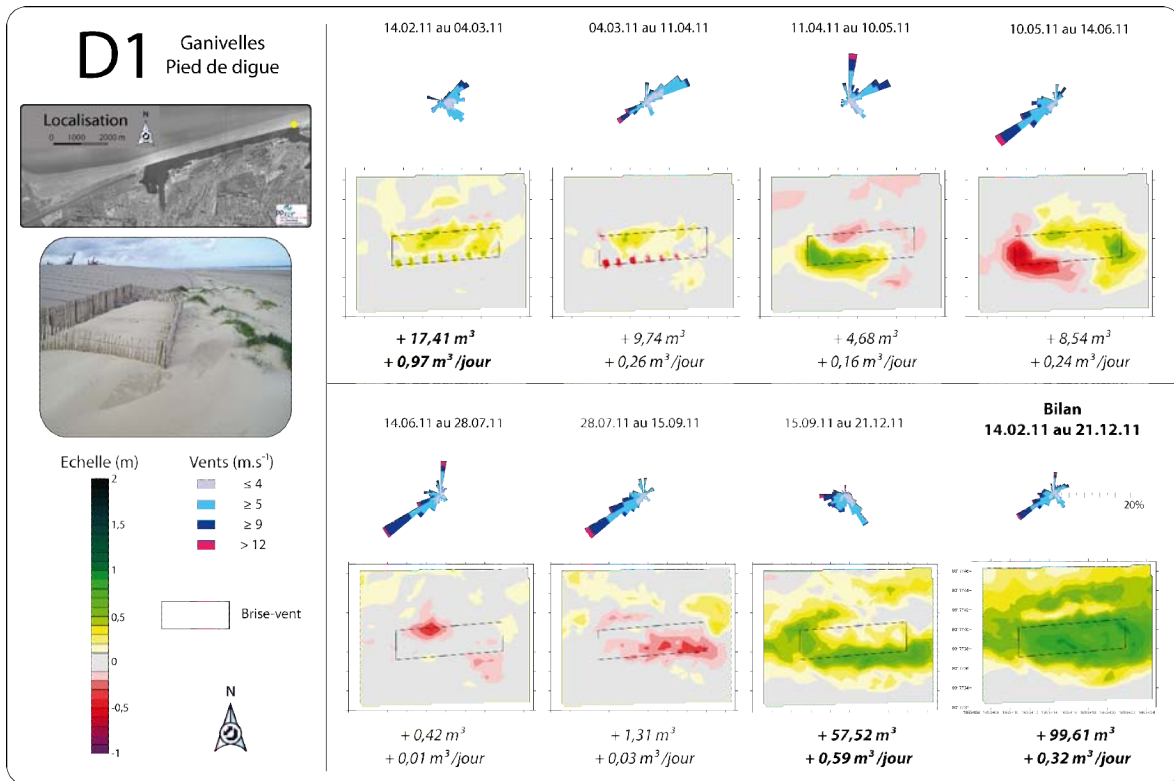 D1
Ganivelles
Pied de digue
Localisation
N
0 1000 2000 m
Echelle (m)
2
1,5
1
0,5
0
-0,5
-1
Vents (m.s⁻¹)
≤ 4
≥ 5
≥ 9
> 12
Brise-vent
N
14.02.11 au 04.03.11
+ 17,41 m³
+ 0,97 m³/jour
04.03.11 au 11.04.11
+ 9,74 m³
+ 0,26 m³/jour
11.04.11 au 10.05.11
+ 4,68 m³
+ 0,16 m³/jour
10.05.11 au 14.06.11
+ 8,54 m³
+ 0,24 m³/jour
14.06.11 au 28.07.11
+ 0,42 m³
+ 0,01 m³/jour
28.07.11 au 15.09.11
+ 1,31 m³
+ 0,03 m³/jour
15.09.11 au 21.12.11
+ 57,52 m³
+ 0,59 m³/jour
Bilan
14.02.11 au 21.12.11
20%
+ 99,61 m³
+ 0,32 m³/jour